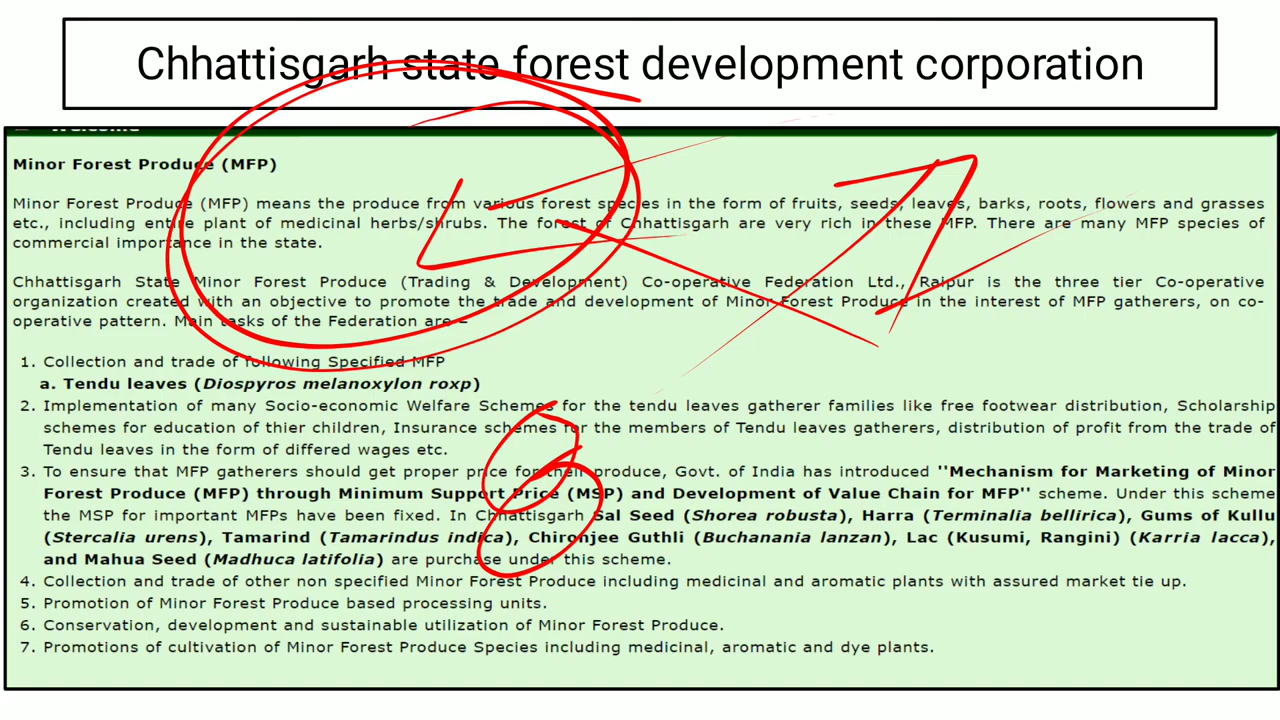 Chhattisgarh state forest development corporation
Welcome
Minor Forest Produce (MFP)
Minor Forest Produce (MFP) means the produce from various forest species in the form of fruits, seeds, leaves, barks, roots, flowers and grasses
etc., including entire plant of medicinal herbs/shrubs. The forest of Chhattisgarh are very rich in these MFP. There are many MFP species of
commercial importance in the state.
Chhattisgarh State Minor Forest Produce (Trading & Development) Co-operative Federation Ltd., Raipur is the three tier Co-operative
organization created with an objective to promote the trade and development of Minor Forest Produce in the interest of MFP gatherers, on co-
operative pattern. Main tasks of the Federation are –
1. Collection and trade of following Specified MFP
a. Tendu leaves (Diospyros melanoxylon roxp)
2. Implementation of many Socio-economic Welfare Schemes for the tendu leaves gatherer families like free footwear distribution, Scholarship
schemes for education of thier children, Insurance schemes for the members of Tendu leaves gatherers, distribution of profit from the trade of
Tendu leaves in the form of differed wages etc.
3. To ensure that MFP gatherers should get proper price for their produce, Govt. of India has introduced ''Mechanism for Marketing of Minor
Forest Produce (MFP) through Minimum Support Price (MSP) and Development of Value Chain for MFP'' scheme. Under this scheme
the MSP for important MFPs have been fixed. In Chhattisgarh Sal Seed (Shorea robusta), Harra (Terminalia bellirica), Gums of Kullu
(Stercalia urens), Tamarind (Tamarindus indica), Chironjee Guthli (Buchanania lanzan), Lac (Kusumi, Rangini) (Karria lacca),
and Mahua Seed (Madhuca latifolia) are purchase under this scheme.
4. Collection and trade of other non specified Minor Forest Produce including medicinal and aromatic plants with assured market tie up.
5. Promotion of Minor Forest Produce based processing units.
6. Conservation, development and sustainable utilization of Minor Forest Produce.
7. Promotions of cultivation of Minor Forest Produce Species including medicinal, aromatic and dye plants.